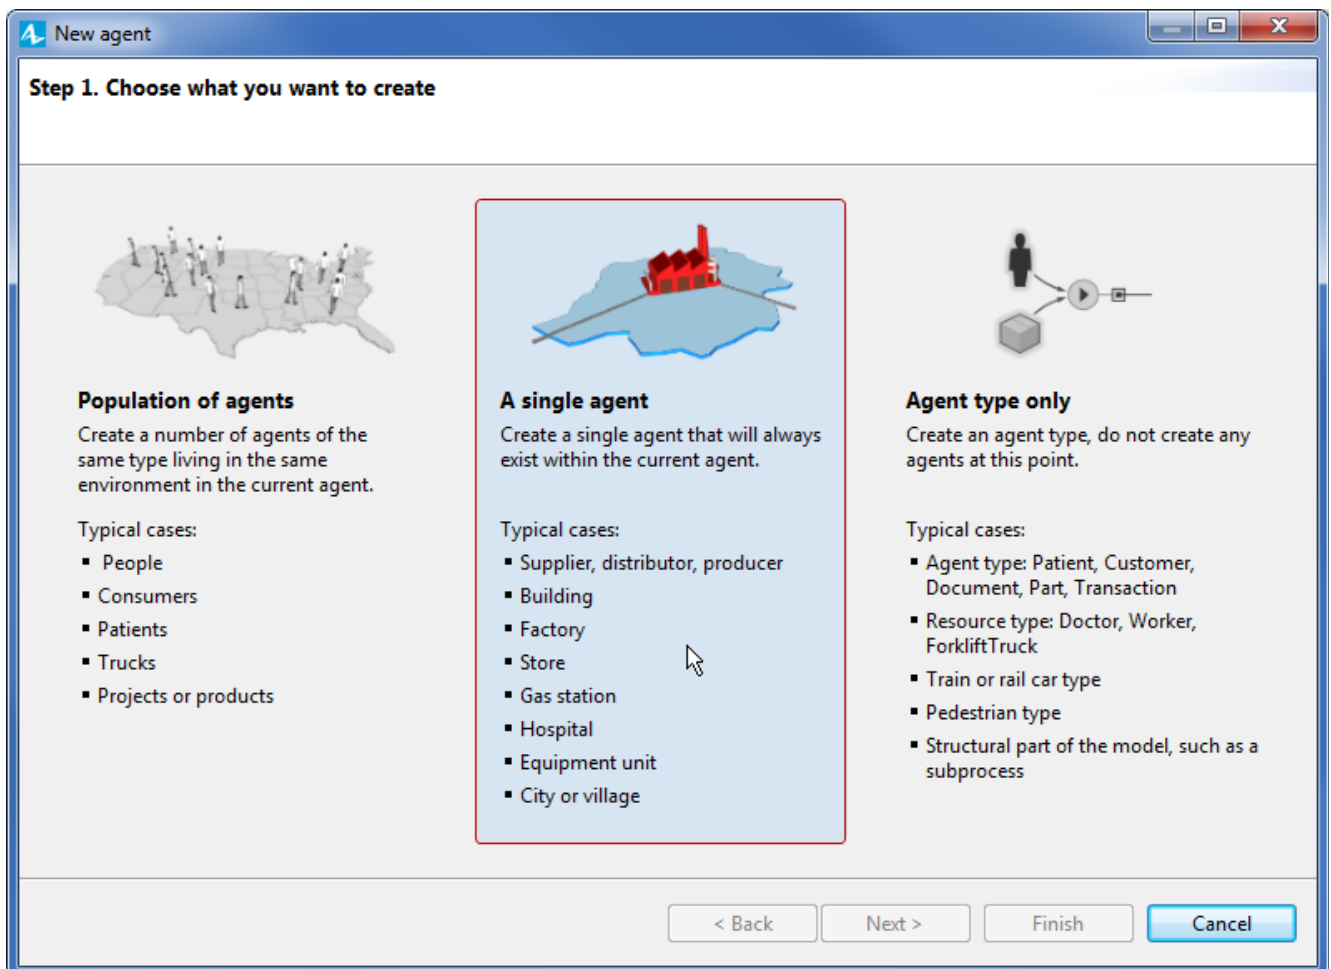 New agent
Step 1. Choose what you want to create
Population of agents
Create a number of agents of the
same type living in the same
environment in the current agent.
Typical cases:
▪ People
▪ Consumers
▪ Patients
▪ Trucks
▪ Projects or products
A single agent
Create a single agent that will always
exist within the current agent.
Typical cases:
▪ Supplier, distributor, producer
▪ Building
▪ Factory
▪ Store
▪ Gas station
▪ Hospital
▪ Equipment unit
▪ City or village
Agent type only
Create an agent type, do not create any
agents at this point.
Typical cases:
▪ Agent type: Patient, Customer,
Document, Part, Transaction
▪ Resource type: Doctor, Worker,
ForkliftTruck
▪ Train or rail car type
▪ Pedestrian type
▪ Structural part of the model, such as a
subprocess
< Back
Next >
Finish
Cancel